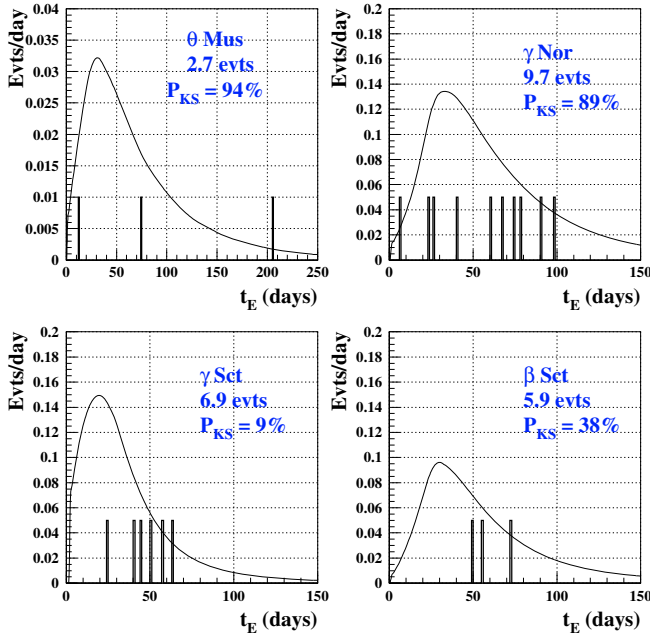 Evts/day
0.04
0.035
0.03
0.025
0.02
0.015
0.01
0.005
0
θ Mus
2.7 evts
P_KS = 94%
0 50 100 150 200 250
t_E (days)
Evts/day
0.2
0.18
0.16
0.14
0.12
0.1
0.08
0.06
0.04
0.02
0
γ Nor
9.7 evts
P_KS = 89%
0 50 100 150
t_E (days)
Evts/day
0.2
0.18
0.16
0.14
0.12
0.1
0.08
0.06
0.04
0.02
0
γ Sct
6.9 evts
P_KS = 9%
0 50 100 150
t_E (days)
Evts/day
0.2
0.18
0.16
0.14
0.12
0.1
0.08
0.06
0.04
0.02
0
β Sct
5.9 evts
P_KS = 38%
0 50 100 150
t_E (days)